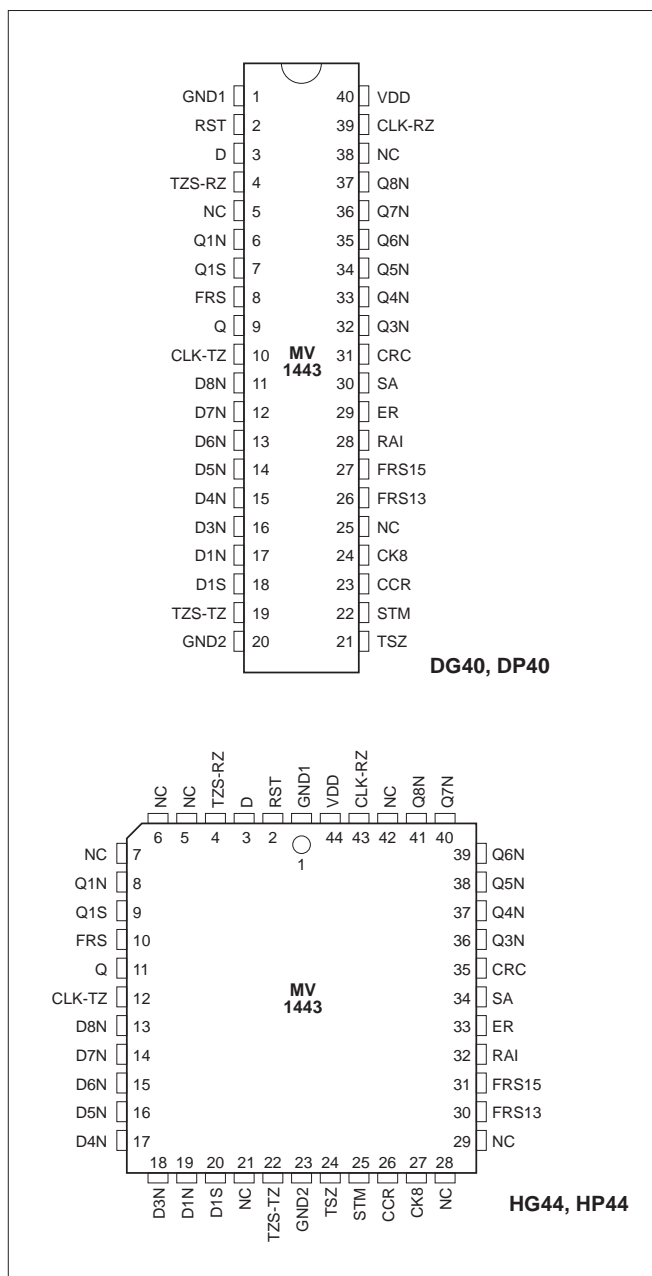 GND1 1 40 VDD
RST 2 39 CLK-RZ
D 3 38 NC
TZS-RZ 4 37 Q8N
NC 5 36 Q7N
Q1N 6 35 Q6N
Q1S 7 34 Q5N
FRS 8 33 Q4N
Q 9 32 Q3N
CLK-TZ 10 MV 31 CRC
1443
D8N 11 30 SA
D7N 12 29 ER
D6N 13 28 RAI
D5N 14 27 FRS15
D4N 15 26 FRS13
D3N 16 25 NC
D1N 17 24 CK8
D1S 18 23 CCR
TZS-TZ 19 22 STM
GND2 20 21 TSZ
DG40, DP40
NC NC TZS-RZ D RST GND1 VDD CLK-RZ NC Q8N Q7N
6 5 4 3 2 1 44 43 42 41 40
NC 7 39 Q6N
Q1N 8 38 Q5N
Q1S 9 37 Q4N
FRS 10 36 Q3N
Q 11 35 CRC
CLK-TZ 12 MV 34 SA
1443
D8N 13 33 ER
D7N 14 32 RAI
D6N 15 31 FRS15
D5N 16 30 FRS13
D4N 17 29 NC
18 19 20 21 22 23 24 25 26 27 28
D3N D1N D1S NC TZS-TZ GND2 TSZ STM CCR CK8 NC
HG44, HP44